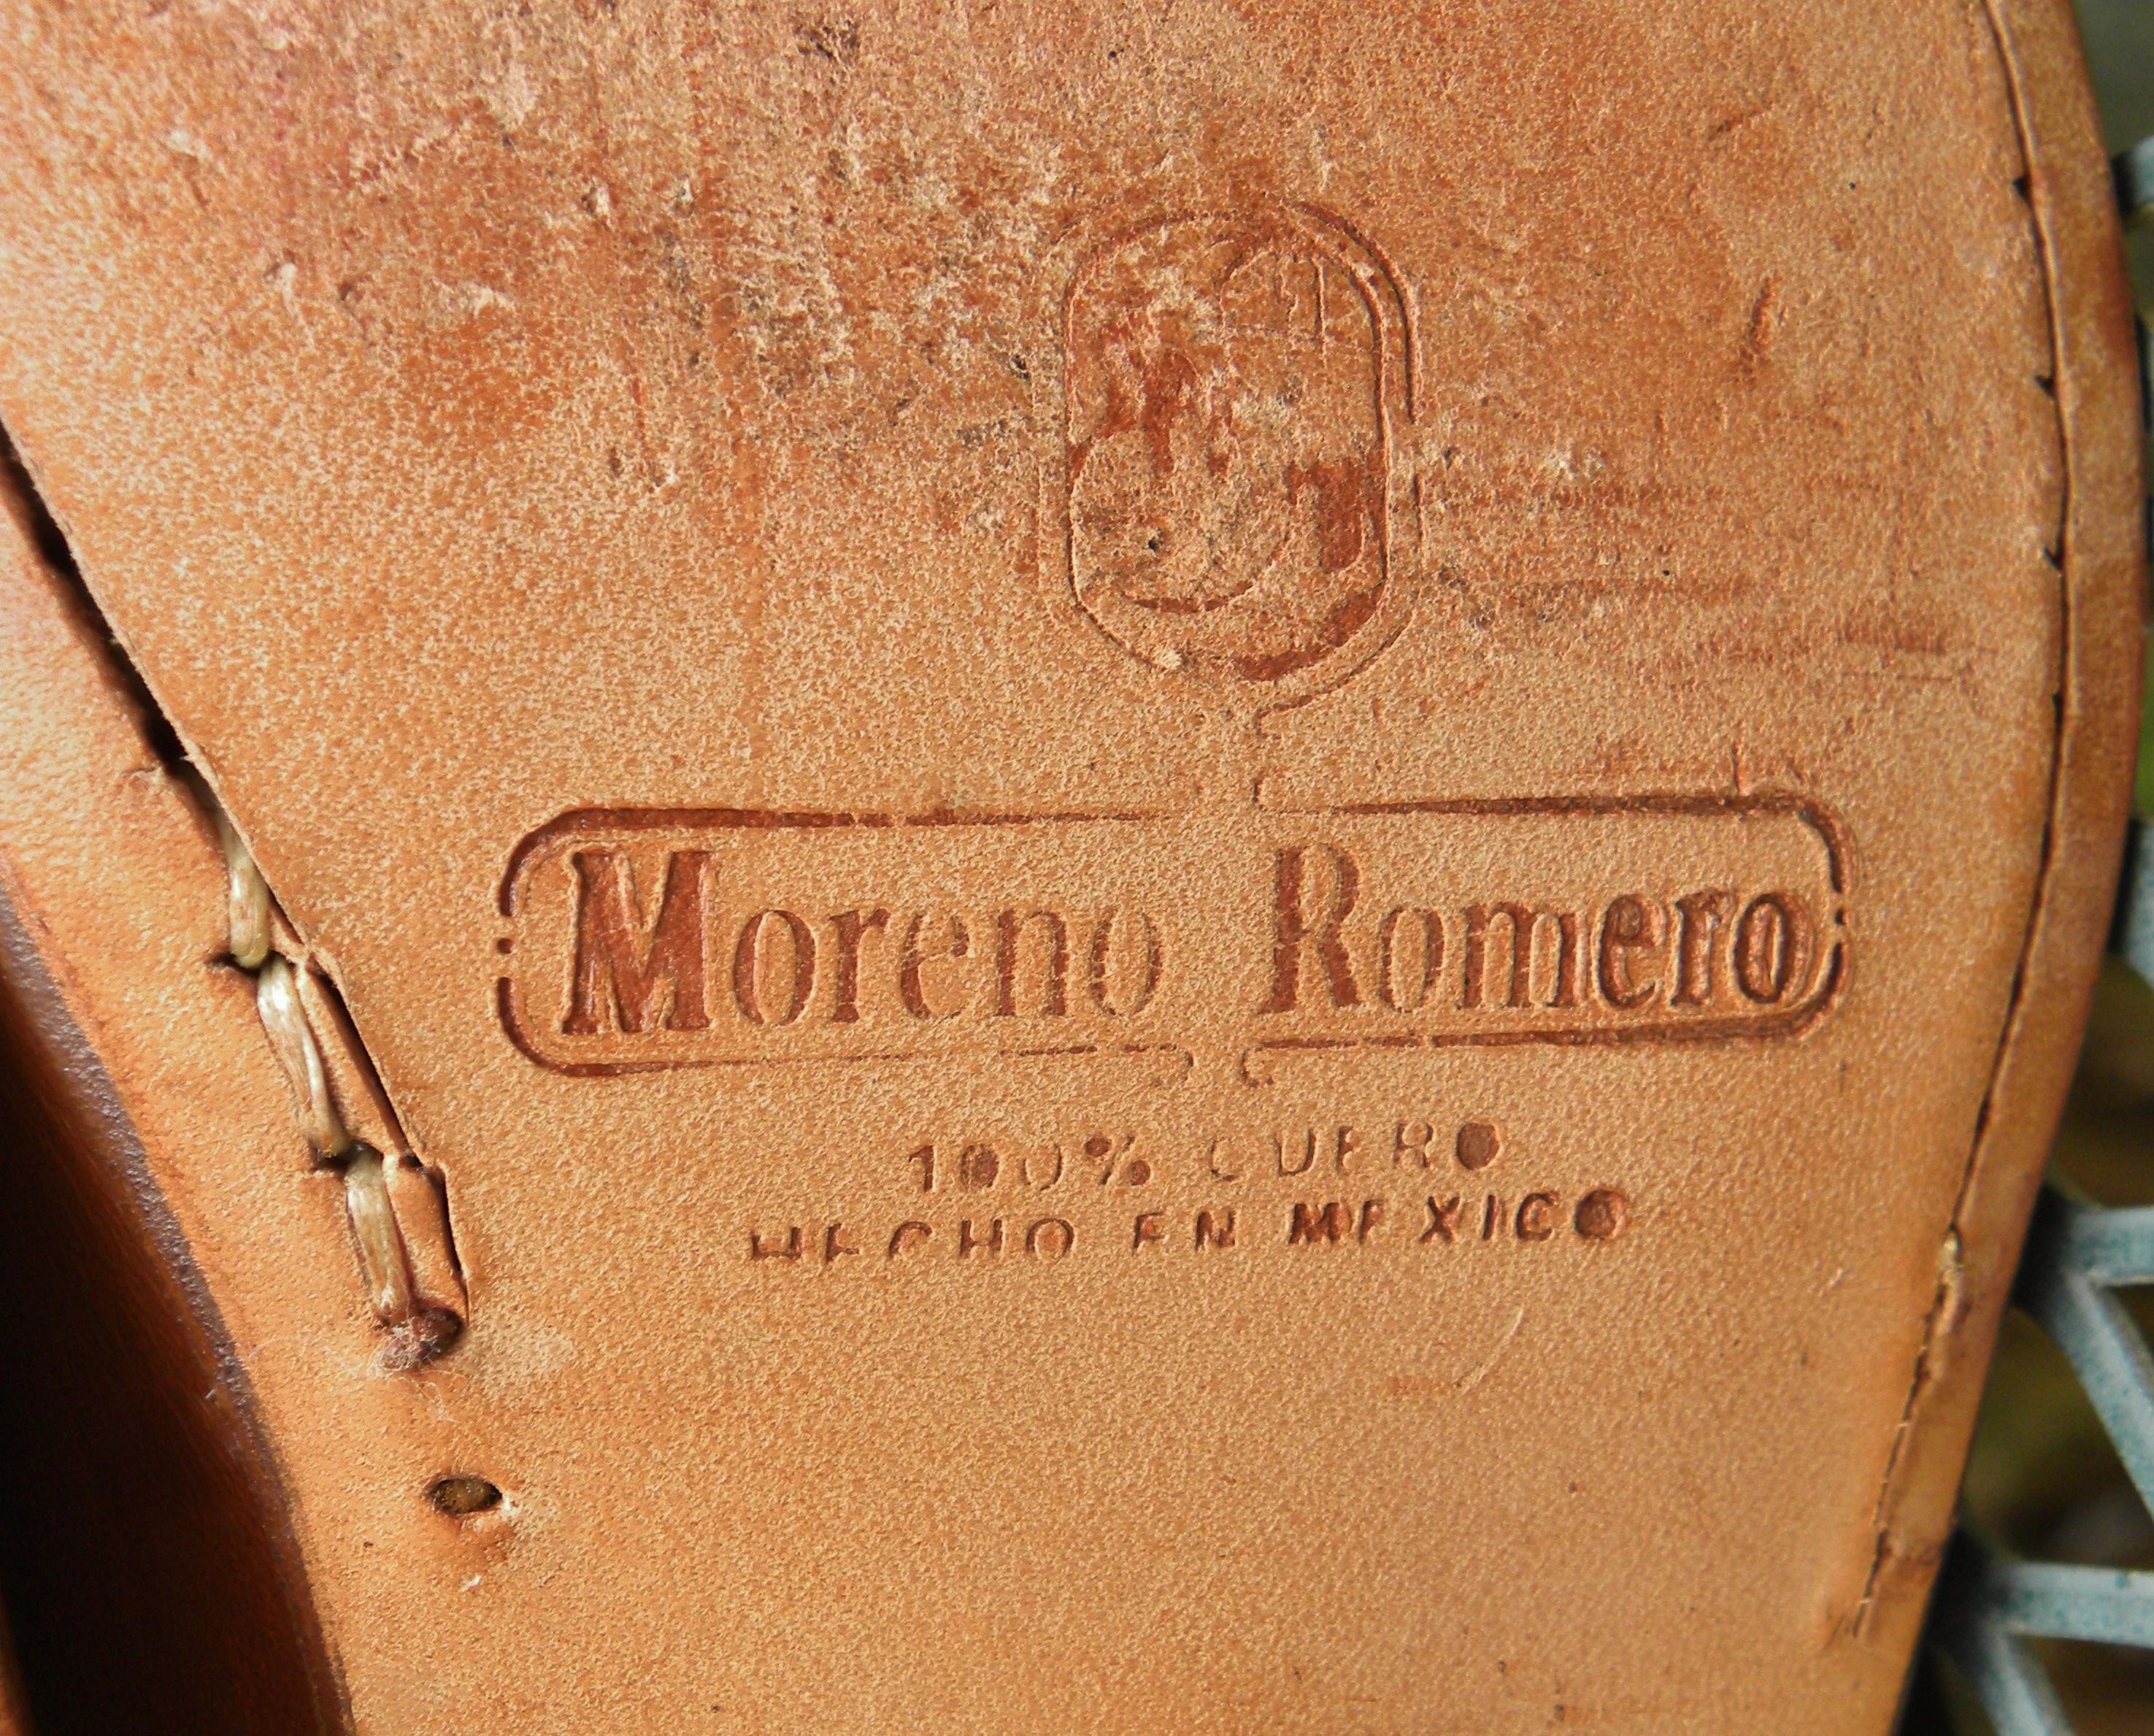 Moreno Romero
100% CUERO
HECHO EN MEXICO